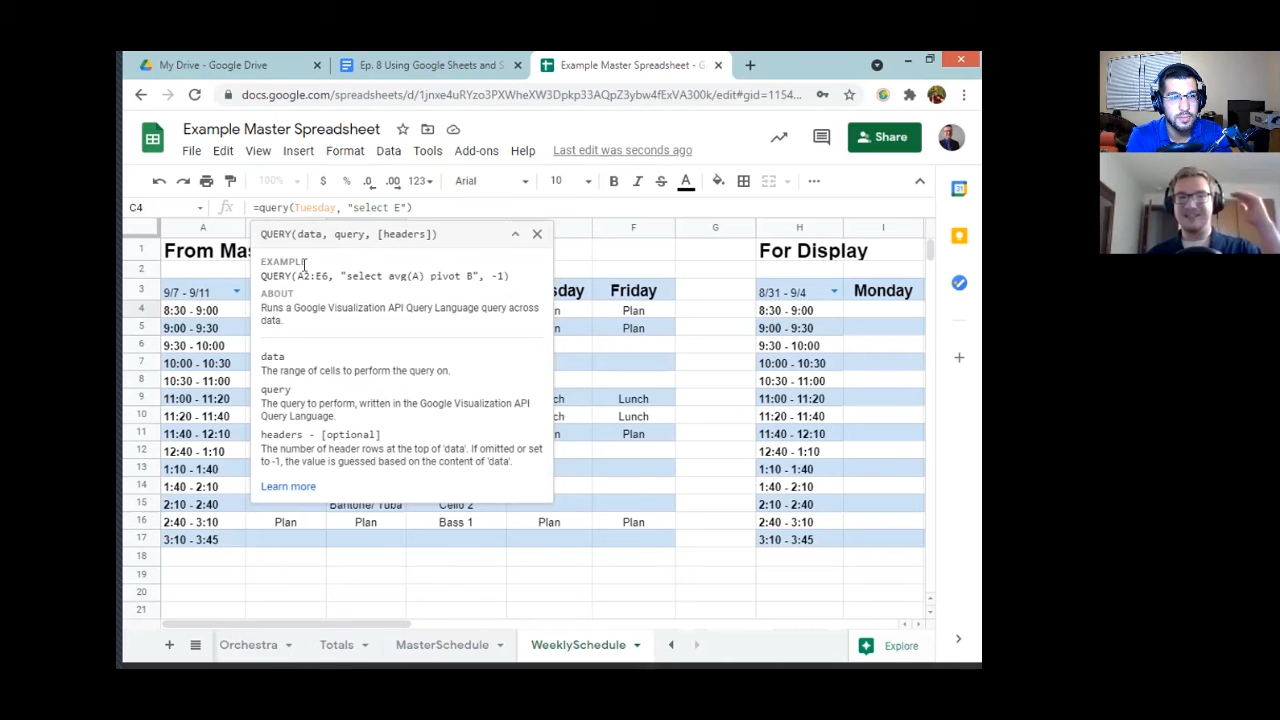 My Drive - Google Drive
Ep. 8 Using Google Sheets and S
Example Master Spreadsheet - G
Example Master Spreadsheet
Share
File Edit View Insert Format Data Tools Add-ons Help Last edit was seconds ago
100% $ % .0 .00 123 Arial 10 B I S A
C4 fx =query(Tuesday, "select E")
QUERY(data, query, [headers])
EXAMPLE
QUERY(A2:E6, "select avg(A) pivot B", -1)
ABOUT
Runs a Google Visualization API Query Language query across
data.
data
The range of cells to perform the query on.
query
The query to perform, written in the Google Visualization API
Query Language.
headers - [optional]
The number of header rows at the top of 'data'. If omitted or set
to -1, the value is guessed based on the content of 'data'.
Learn more
A F G H I
1 From Mas For Display
2
3 9/7 - 9/11 sday Friday 8/31 - 9/4 Monday
4 8:30 - 9:00 n Plan 8:30 - 9:00
5 9:00 - 9:30 n Plan 9:00 - 9:30
6 9:30 - 10:00 9:30 - 10:00
7 10:00 - 10:30 10:00 - 10:30
8 10:30 - 11:00 10:30 - 11:00
9 11:00 - 11:20 ch Lunch 11:00 - 11:20
10 11:20 - 11:40 ch Lunch 11:20 - 11:40
11 11:40 - 12:10 n Plan 11:40 - 12:10
12 12:40 - 1:10 12:40 - 1:10
13 1:10 - 1:40 1:10 - 1:40
14 1:40 - 2:10 1:40 - 2:10
15 2:10 - 2:40 Baritone/ Tuba Cello 2 2:10 - 2:40
16 2:40 - 3:10 Plan Plan Bass 1 Plan Plan 2:40 - 3:10
17 3:10 - 3:45 3:10 - 3:45
18
19
20
21
Orchestra Totals MasterSchedule WeeklySchedule Explore